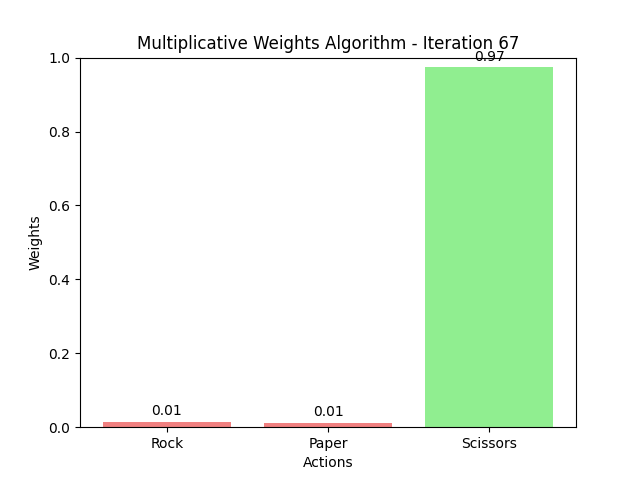 Multiplicative Weights Algorithm - Iteration 67
1.0
0.97
0.8
0.6
Weights
0.4
0.2
0.01
0.01
0.0
Rock
Paper
Scissors
Actions